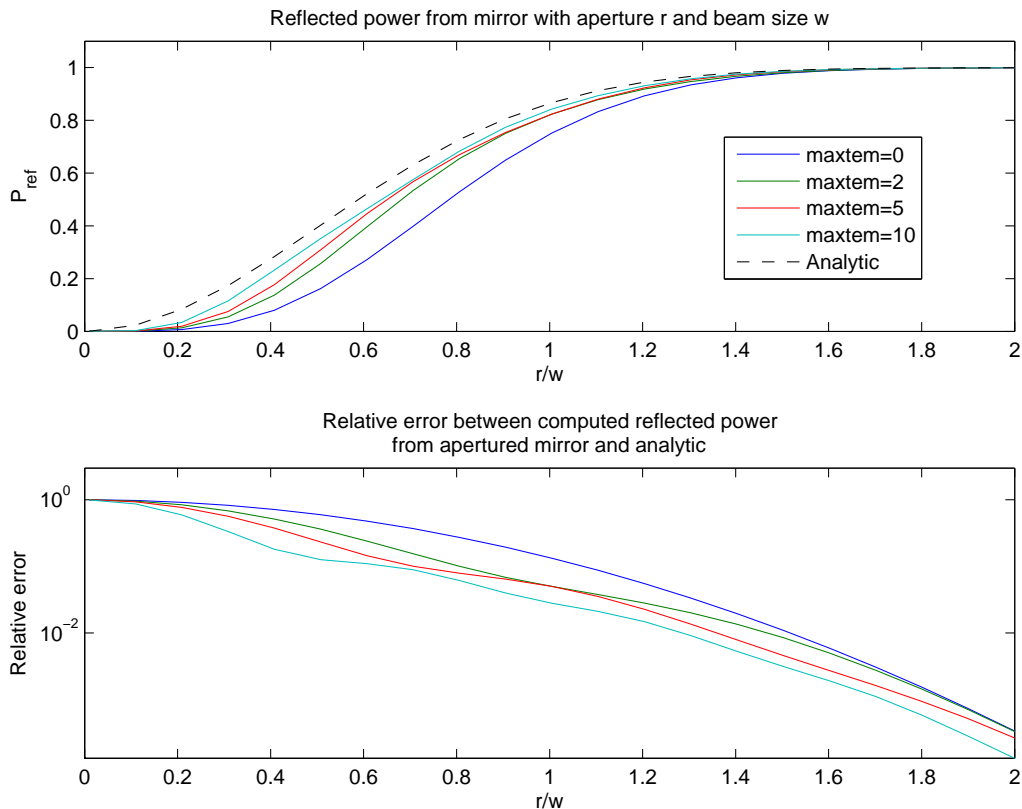 Reflected power from mirror with aperture r and beam size w
1
0.8
0.6
0.4
0.2
0
P_ref
maxtem=0
maxtem=2
maxtem=5
maxtem=10
Analytic
0 0.2 0.4 0.6 0.8 1 1.2 1.4 1.6 1.8 2
r/w
Relative error between computed reflected power
from apertured mirror and analytic
10^0
10^−2
Relative error
0 0.2 0.4 0.6 0.8 1 1.2 1.4 1.6 1.8 2
r/w